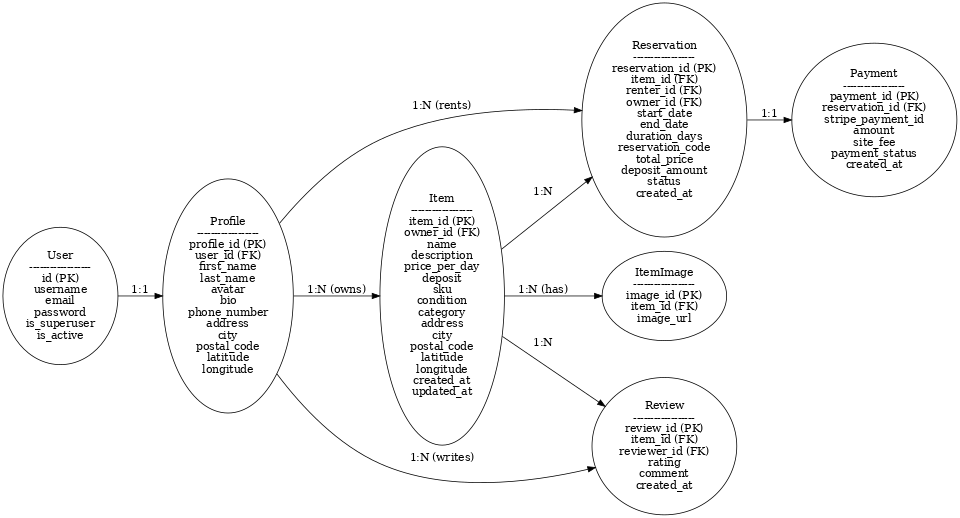 User
------------------
id (PK)
username
email
password
is_superuser
is_active
1:1
Profile
------------------
profile_id (PK)
user_id (FK)
first_name
last_name
avatar
bio
phone_number
address
city
postal_code
latitude
longitude
1:N (rents)
1:N (owns)
1:N (writes)
Item
------------------
item_id (PK)
owner_id (FK)
name
description
price_per_day
deposit
sku
condition
category
address
city
postal_code
latitude
longitude
created_at
updated_at
1:N
1:N (has)
1:N
Reservation
------------------
reservation_id (PK)
item_id (FK)
renter_id (FK)
owner_id (FK)
start_date
end_date
duration_days
reservation_code
total_price
deposit_amount
status
created_at
1:1
Payment
------------------
payment_id (PK)
reservation_id (FK)
stripe_payment_id
amount
site_fee
payment_status
created_at
ItemImage
------------------
image_id (PK)
item_id (FK)
image_url
Review
------------------
review_id (PK)
item_id (FK)
reviewer_id (FK)
rating
comment
created_at